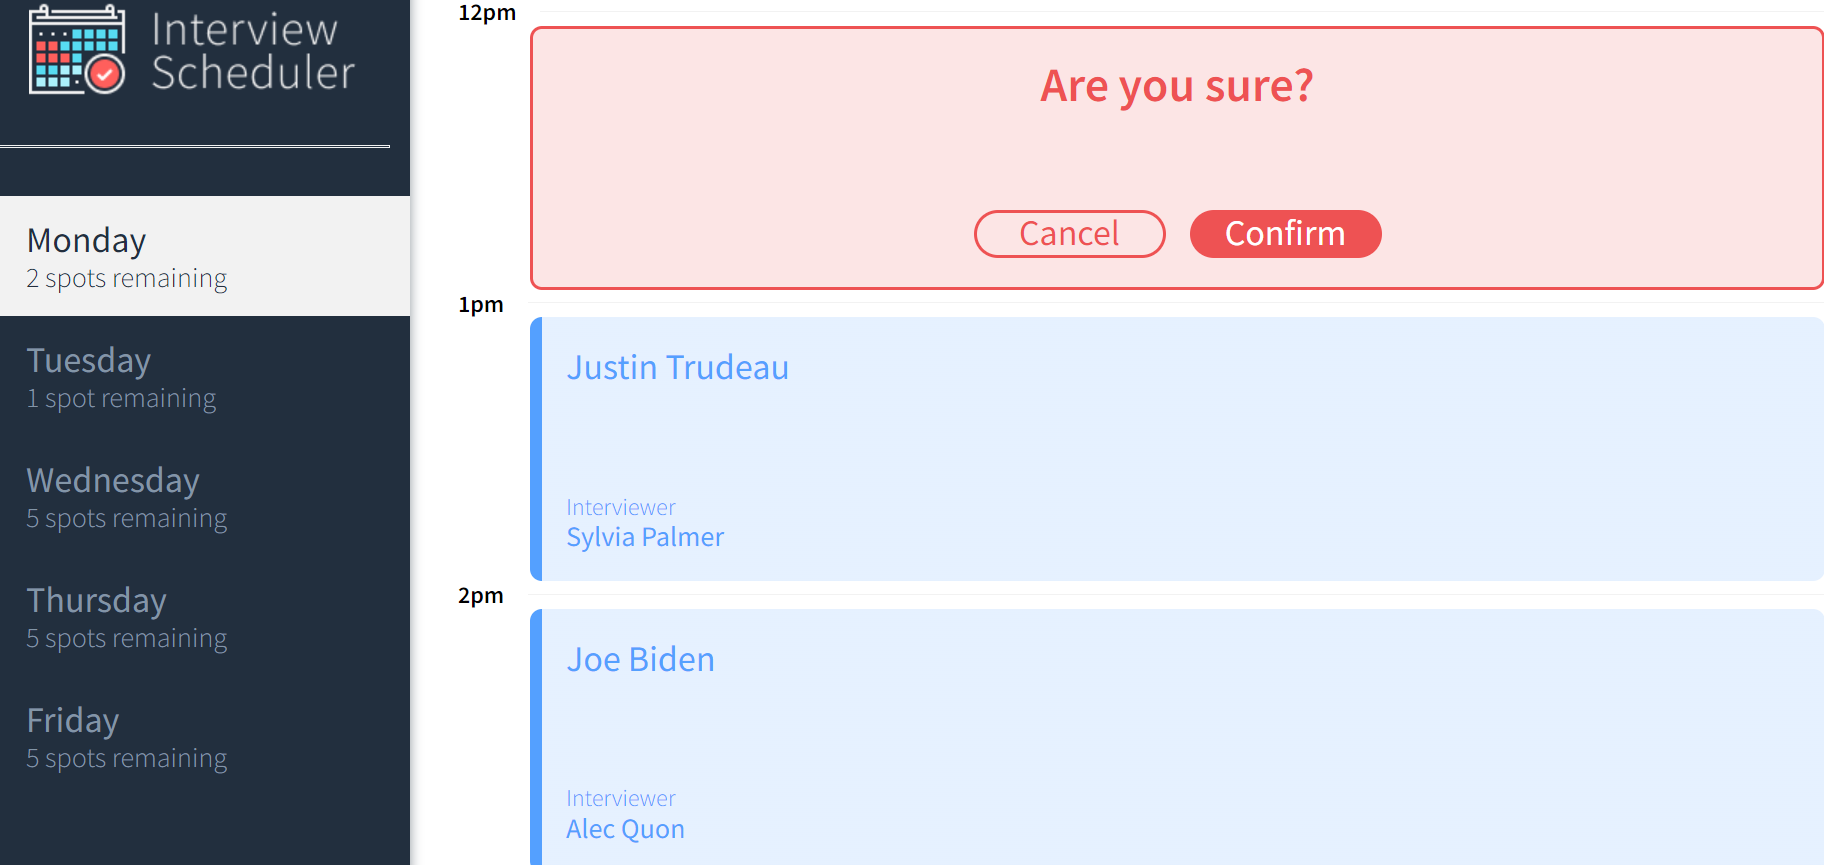 Interview
Scheduler
Monday
2 spots remaining
Tuesday
1 spot remaining
Wednesday
5 spots remaining
Thursday
5 spots remaining
Friday
5 spots remaining
12pm
Are you sure?
Cancel Confirm
1pm
Justin Trudeau
Interviewer
Sylvia Palmer
2pm
Joe Biden
Interviewer
Alec Quon